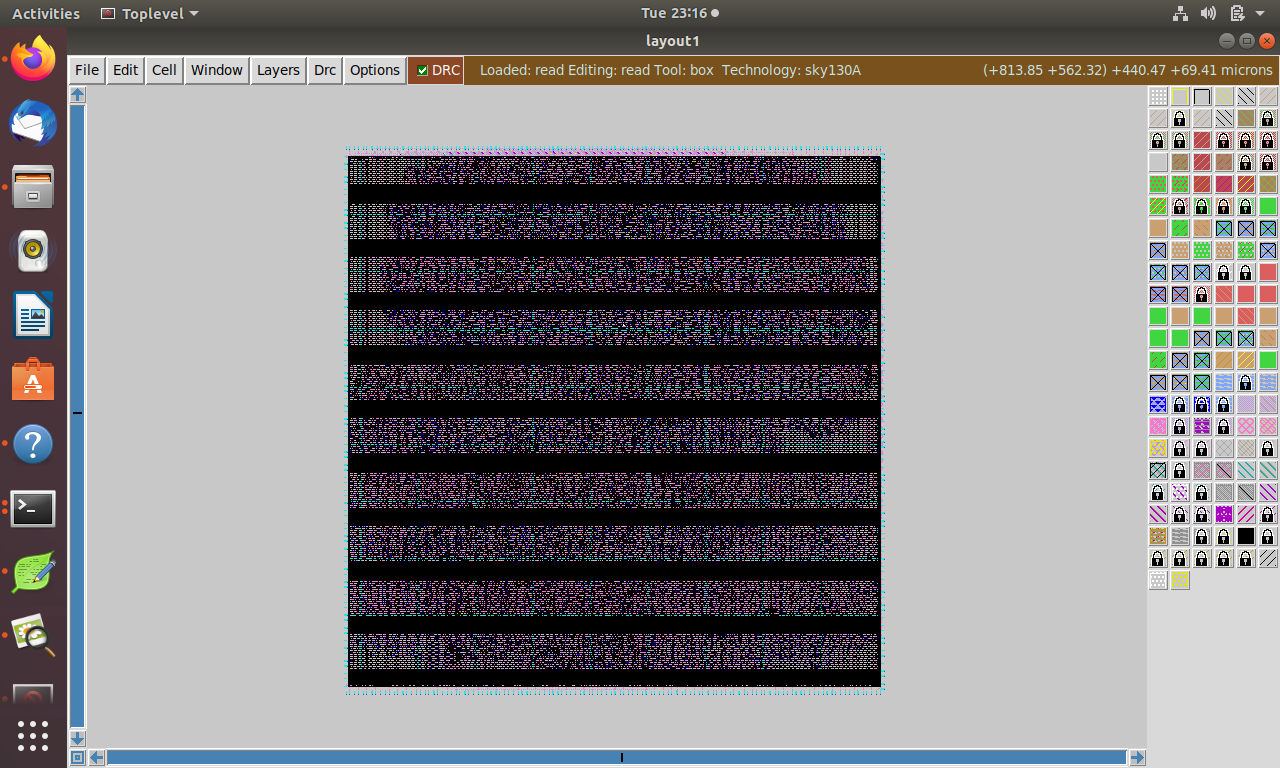 Activities Toplevel Tue 23:16
layout1
File Edit Cell Window Layers Drc Options DRC Loaded: read Editing: read Tool: box Technology: sky130A (+813.85 +562.32) +440.47 +69.41 microns